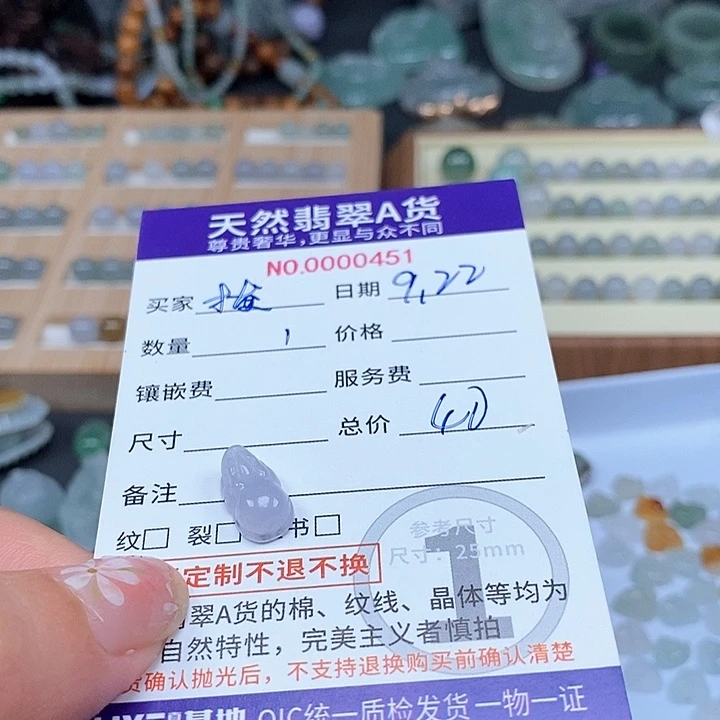 天然翡翠A货
尊贵奢华,更显与众不同
NO.0000451
买家 日期 9.22
数量 1 价格
镶嵌费 服务费
尺寸 总价
备注
纹□ 裂□ 书□
参考尺寸
尺寸：25mm
1
定制不退不换
翠A货的棉、纹线、晶体等均为
自然特性，完美主义者慎拍
货确认抛光后，不支持退换购买前确认清楚
基地 QIC统一质检发货 一物一证